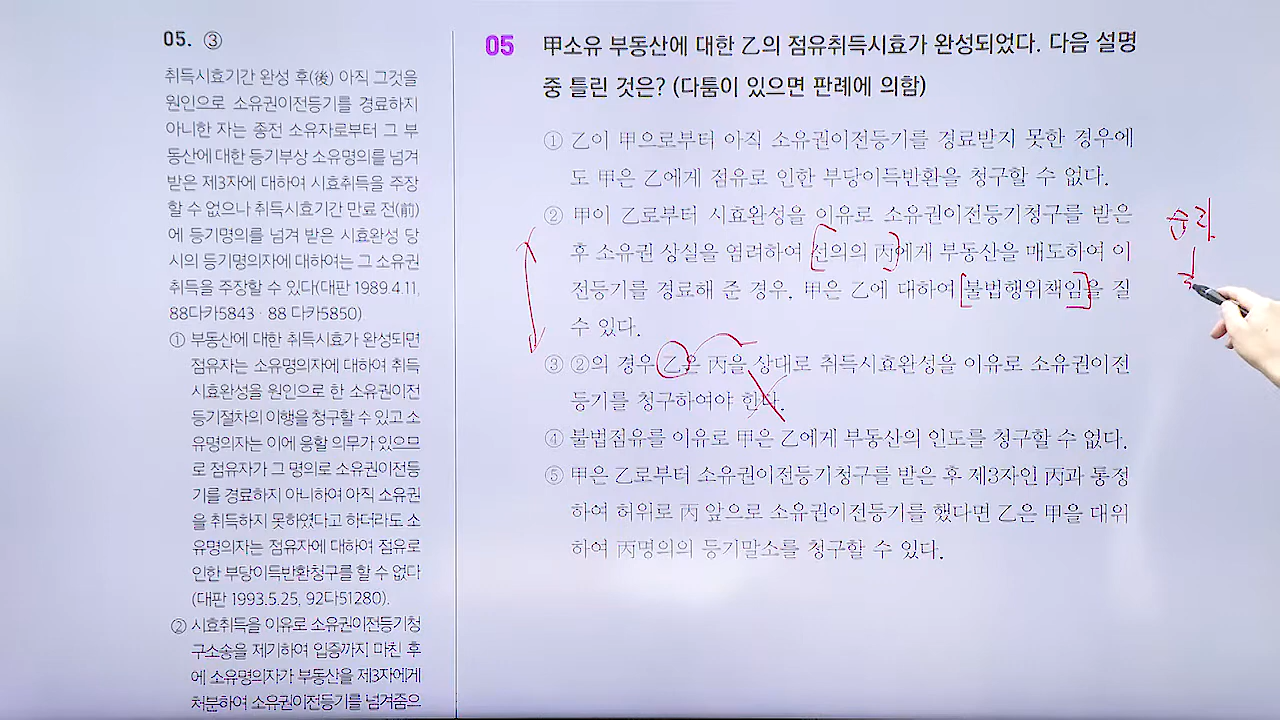 05. ③
취득시효기간 완성 후(後) 아직 그것을
원인으로 소유권이전등기를 경료하지
아니한 자는 종전 소유자로부터 그 부
동산에 대한 등기부상 소유명의를 넘겨
받은 제3자에 대하여 시효취득을 주장
할 수 없으나 취득시효기간 만료 전(前)
에 등기명의를 넘겨 받은 시효완성 당
시의 등기명의자에 대하여는 그 소유권
취득을 주장할 수 있다(대판 1989.4.11,
88다카5843 · 88 다카5850)
① 부동산에 대한 취득시효가 완성되면
점유자는 소유명의자에 대하여 취득
시효완성을 원인으로 한 소유권이전
등기절차의 이행을 청구할 수 있고 소
유명의자는 이에 응할 의무가 있으므
로 점유자가 그 명의로 소유권이전등
기를 경료하지 아니하여 아직 소유권
을 취득하지 못하였다고 하더라도 소
유명의자는 점유자에 대하여 점유로
인한 부당이득반환청구를 할 수 없다
(대판 1993.5.25, 92다51280).
② 시효취득을 이유로 소유권이전등기청
구소송을 제기하여 입증까지 마친 후
에 소유명의자가 부동산을 제3자에게
처분하여 소유권이전등기를 넘겨줌으
05 甲소유 부동산에 대한 乙의 점유취득시효가 완성되었다. 다음 설명
중 틀린 것은? (다툼이 있으면 판례에 의함)
① 乙이 甲으로부터 아직 소유권이전등기를 경료받지 못한 경우에
도 甲은 乙에게 점유로 인한 부당이득반환을 청구할 수 없다.
② 甲이 乙로부터 시효완성을 이유로 소유권이전등기청구를 받은
후 소유권 상실을 염려하여 선의의 丙에게 부동산을 매도하여 이
전등기를 경료해 준 경우, 甲은 乙에 대하여 불법행위책임을 질
수 있다.
③ ②의 경우 乙은 丙을 상대로 취득시효완성을 이유로 소유권이전
등기를 청구하여야 한다.
④ 불법점유를 이유로 甲은 乙에게 부동산의 인도를 청구할 수 없다.
⑤ 甲은 乙로부터 소유권이전등기청구를 받은 후 제3자인 丙과 통정
하여 허위로 丙 앞으로 소유권이전등기를 했다면 乙은 甲을 대위
하여 丙명의의 등기말소를 청구할 수 있다.